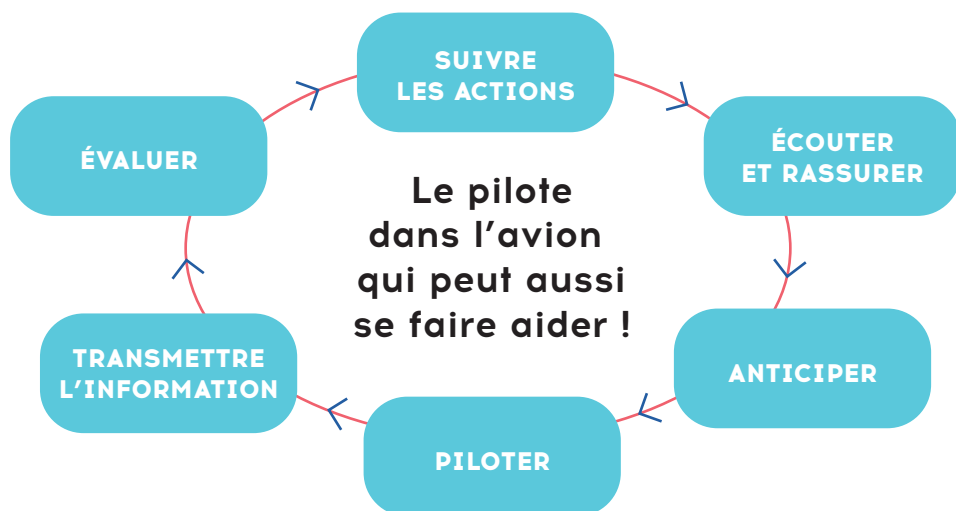 SUIVRE
LES ACTIONS
ÉCOUTER
ET RASSURER
ANTICIPER
PILOTER
TRANSMETTRE
L’INFORMATION
ÉVALUER
Le pilote
dans l’avion
qui peut aussi
se faire aider !